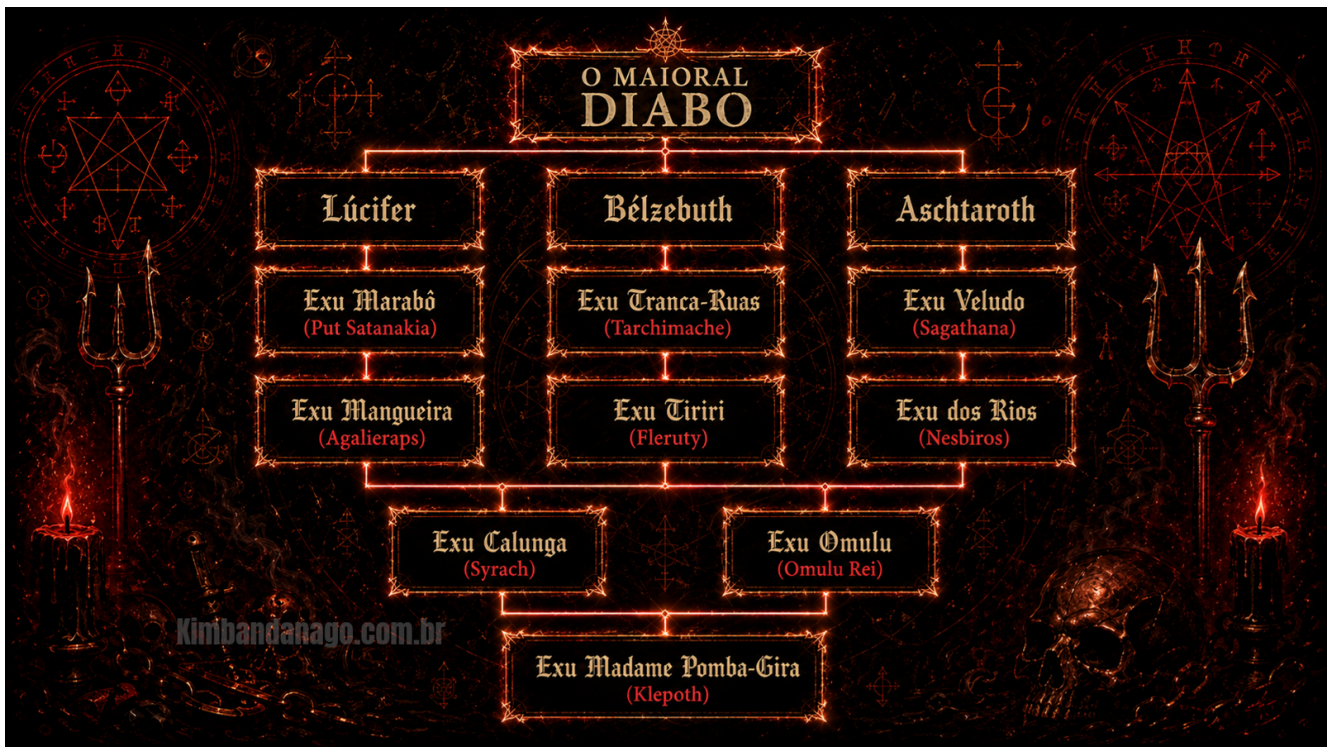 O MAIORAL
DIABO
Lúcifer
Bélzebuth
Aschtaroth
Exu Marabô
(Put Satanakia)
Exu Tranca-Ruas
(Tarchimache)
Exu Veludo
(Sagathana)
Exu Mangueira
(Agalieraps)
Exu Tiriri
(Fleruty)
Exu dos Rios
(Nesbiros)
Exu Calunga
(Syrach)
Exu Omulu
(Omulu Rei)
Kimbandanago.com.br
Exu Madame Pomba-Gira
(Klepoth)